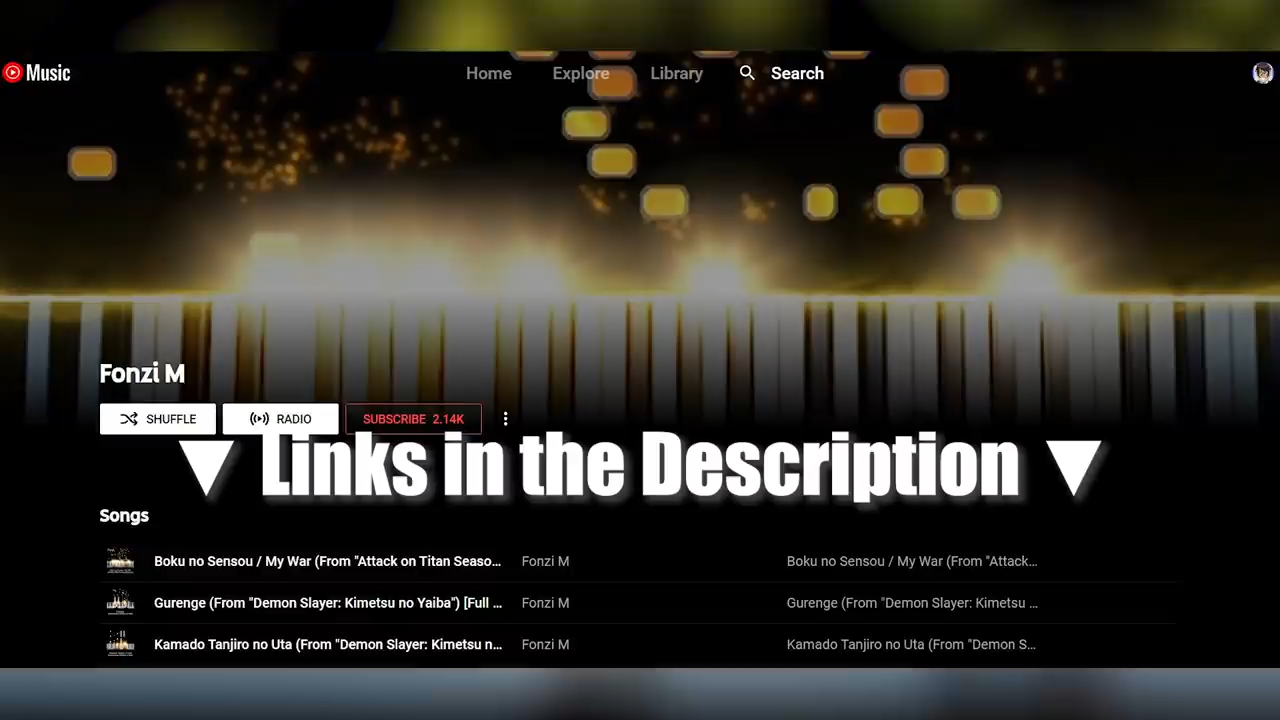 Music
Home Explore Library Search
Fonzi M
SHUFFLE RADIO SUBSCRIBE 2.14K
▼ Links in the Description ▼
Songs
Boku no Sensou / My War (From "Attack on Titan Seaso... Fonzi M Boku no Sensou / My War (From "Attack...
Gurenge (From "Demon Slayer: Kimetsu no Yaiba") [Full ... Fonzi M Gurenge (From "Demon Slayer: Kimetsu ...
Kamado Tanjiro no Uta (From "Demon Slayer: Kimetsu n... Fonzi M Kamado Tanjiro no Uta (From "Demon S...